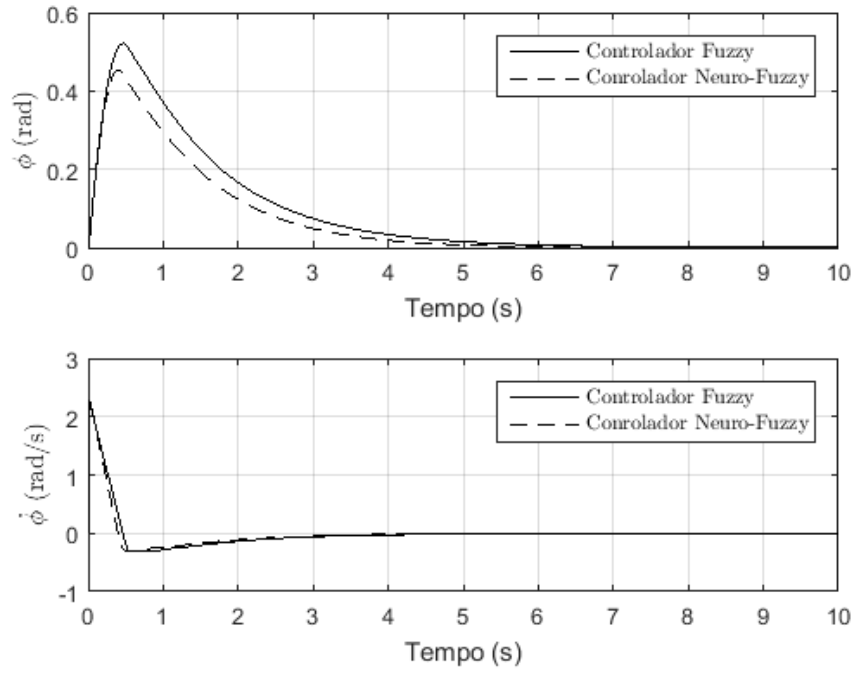 0.6
0.4
0.2
0
ϕ (rad)
Controlador Fuzzy
Conrolador Neuro-Fuzzy
0 1 2 3 4 5 6 7 8 9 10
Tempo (s)
3
2
1
0
-1
ϕ̇ (rad/s)
Controlador Fuzzy
Conrolador Neuro-Fuzzy
0 1 2 3 4 5 6 7 8 9 10
Tempo (s)